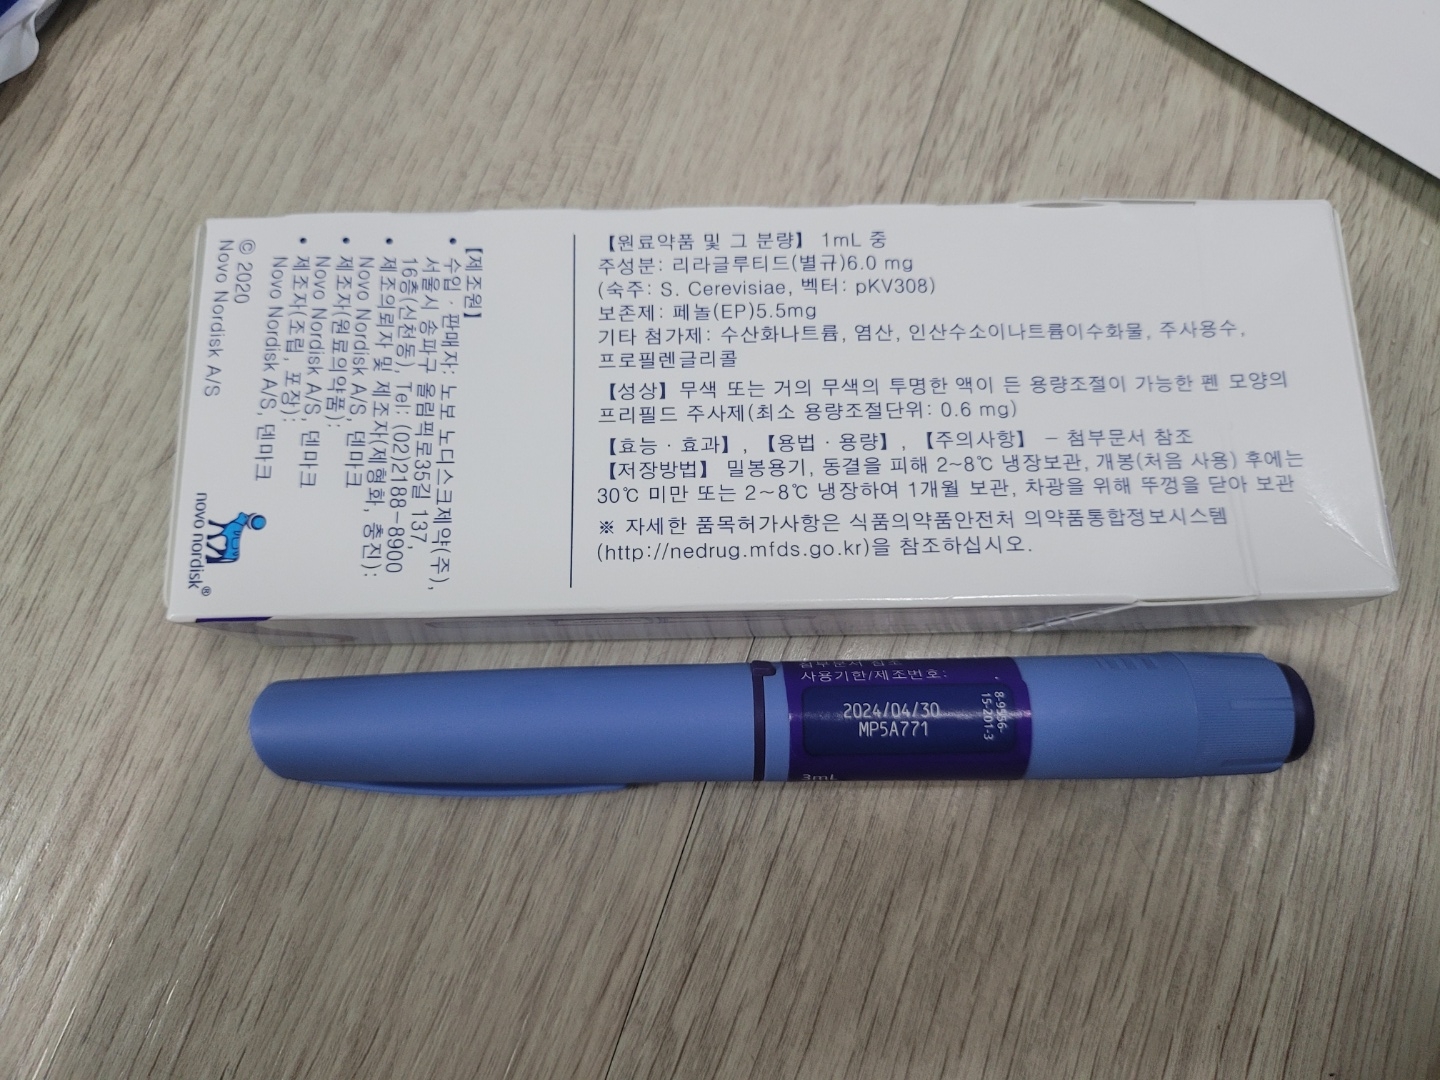 【원료약품 및 그 분량】 1mL 중
주성분: 리라글루티드(별규)6.0 mg
(숙주: S. Cerevisiae, 벡터: pKV308)
보존제: 페놀(EP)5.5mg
기타 첨가제: 수산화나트륨, 염산, 인산수소이나트륨이수화물, 주사용수,
프로필렌글리콜
【성상】 무색 또는 거의 무색의 투명한 액이 든 용량조절이 가능한 펜 모양의
프리필드 주사제(최소 용량조절단위: 0.6 mg)
【효능·효과】, 【용법·용량】, 【주의사항】 – 첨부문서 참조
【저장방법】 밀봉용기, 동결을 피해 2~8℃ 냉장보관, 개봉(처음 사용) 후에는
30℃ 미만 또는 2~8℃ 냉장하여 1개월 보관, 차광을 위해 뚜껑을 닫아 보관
※ 자세한 품목허가사항은 식품의약품안전처 의약품통합정보시스템
(http://nedrug.mfds.go.kr)을 참조하십시오.
【제조원】
• 수입·판매자: 노보 노디스크제약(주),
서울시 송파구 올림픽로35길 137,
16층(신천동), Tel: (02)2188-8900
• 제조의뢰자 및 제조자(제형화, 충진):
Novo Nordisk A/S, 덴마크
• 제조자(원료의약품):
Novo Nordisk A/S, 덴마크
• 제조자(조립, 포장):
Novo Nordisk A/S, 덴마크
© 2020
Novo Nordisk A/S
novo nordisk®
첨부문서 참조
사용기한/제조번호:
2024/04/30
MP5A771
8-9556-
15-201-3
3mL